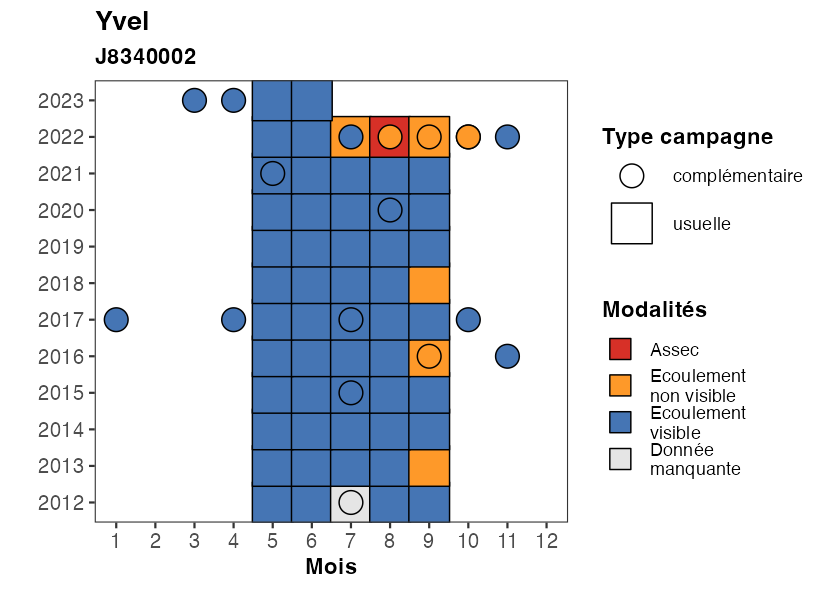 Yvel
J8340002
2023
2022
2021
2020
2019
2018
2017
2016
2015
2014
2013
2012
1 2 3 4 5 6 7 8 9 10 11 12
Mois
Type campagne
complémentaire
usuelle
Modalités
Assec
Ecoulement
non visible
Ecoulement
visible
Donnée
manquante